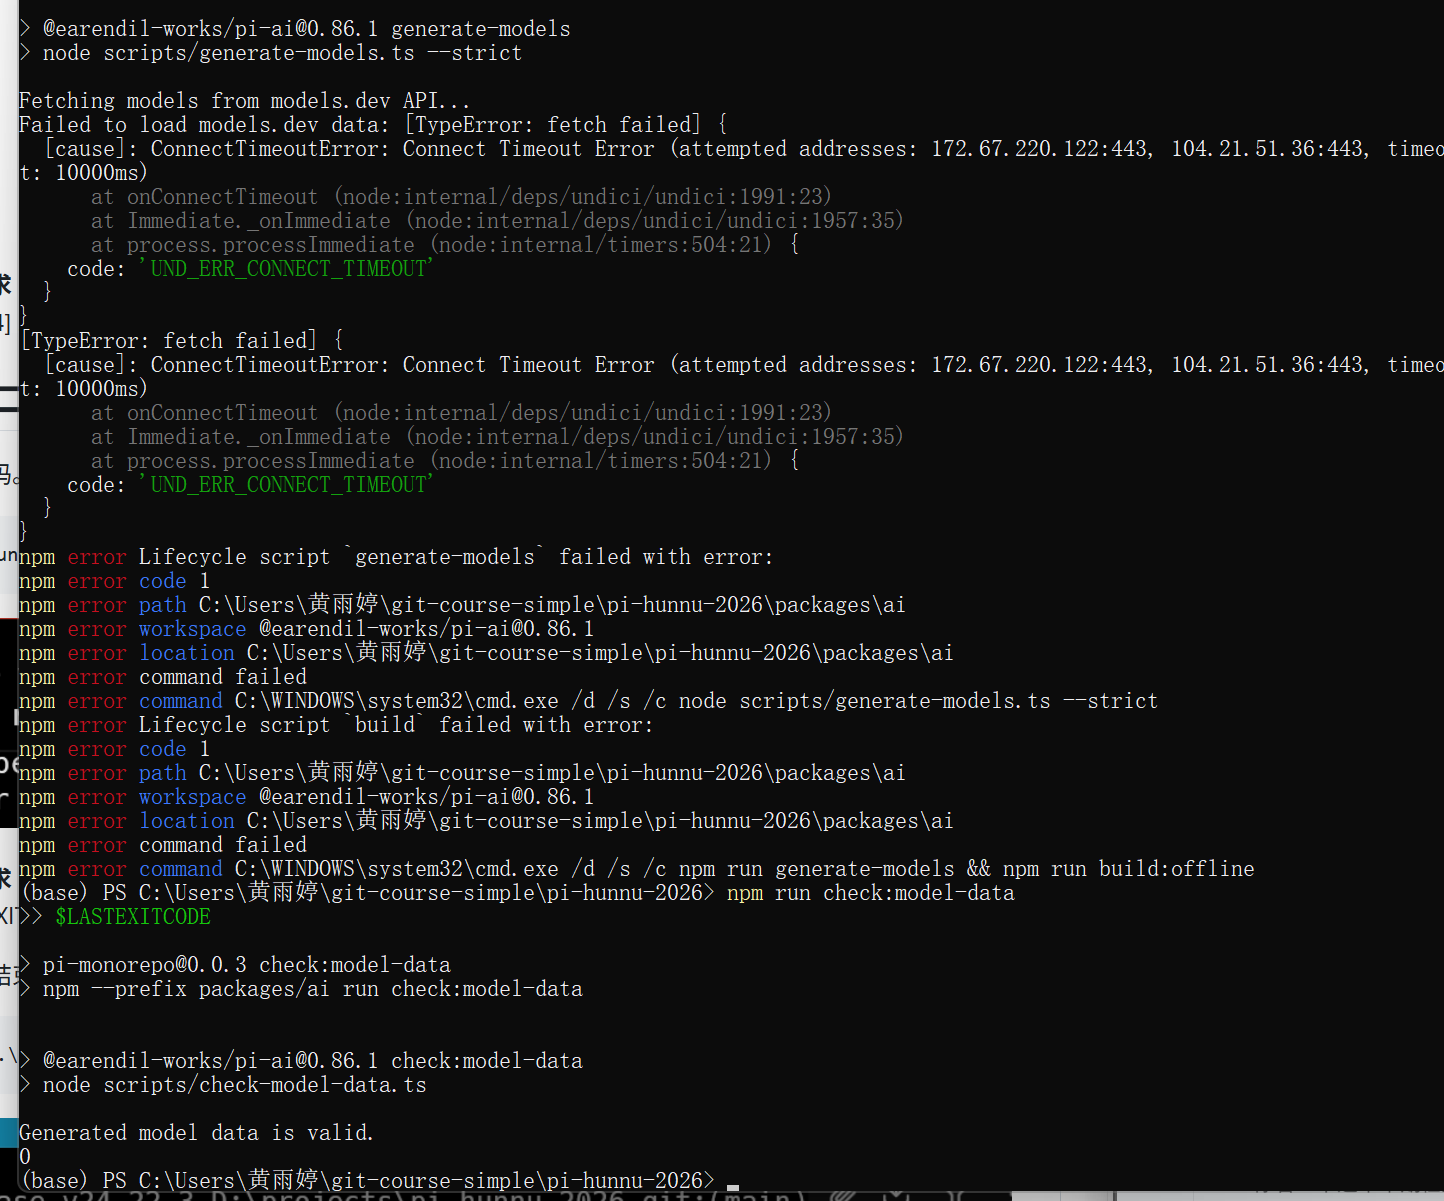 > @earendil-works/pi-ai@0.86.1 generate-models
> node scripts/generate-models.ts --strict
Fetching models from models.dev API...
Failed to load models.dev data: [TypeError: fetch failed] {
[cause]: ConnectTimeoutError: Connect Timeout Error (attempted addresses: 172.67.220.122:443, 104.21.51.36:443, timeo
t: 10000ms)
at onConnectTimeout (node:internal/deps/undici/undici:1991:23)
at Immediate._onImmediate (node:internal/deps/undici/undici:1957:35)
at process.processImmediate (node:internal/timers:504:21) {
code: 'UND_ERR_CONNECT_TIMEOUT'
}
}
[TypeError: fetch failed] {
[cause]: ConnectTimeoutError: Connect Timeout Error (attempted addresses: 172.67.220.122:443, 104.21.51.36:443, timeo
t: 10000ms)
at onConnectTimeout (node:internal/deps/undici/undici:1991:23)
at Immediate._onImmediate (node:internal/deps/undici/undici:1957:35)
at process.processImmediate (node:internal/timers:504:21) {
code: 'UND_ERR_CONNECT_TIMEOUT'
}
}
npm error Lifecycle script `generate-models` failed with error:
npm error code 1
npm error path C:\Users\黄雨婷\git-course-simple\pi-hunnu-2026\packages\ai
npm error workspace @earendil-works/pi-ai@0.86.1
npm error location C:\Users\黄雨婷\git-course-simple\pi-hunnu-2026\packages\ai
npm error command failed
npm error command C:\WINDOWS\system32\cmd.exe /d /s /c node scripts/generate-models.ts --strict
npm error Lifecycle script `build` failed with error:
npm error code 1
npm error path C:\Users\黄雨婷\git-course-simple\pi-hunnu-2026\packages\ai
npm error workspace @earendil-works/pi-ai@0.86.1
npm error location C:\Users\黄雨婷\git-course-simple\pi-hunnu-2026\packages\ai
npm error command failed
npm error command C:\WINDOWS\system32\cmd.exe /d /s /c npm run generate-models && npm run build:offline
(base) PS C:\Users\黄雨婷\git-course-simple\pi-hunnu-2026> npm run check:model-data
>> $LASTEXITCODE
> pi-monorepo@0.0.3 check:model-data
> npm --prefix packages/ai run check:model-data
> @earendil-works/pi-ai@0.86.1 check:model-data
> node scripts/check-model-data.ts
Generated model data is valid.
0
(base) PS C:\Users\黄雨婷\git-course-simple\pi-hunnu-2026>